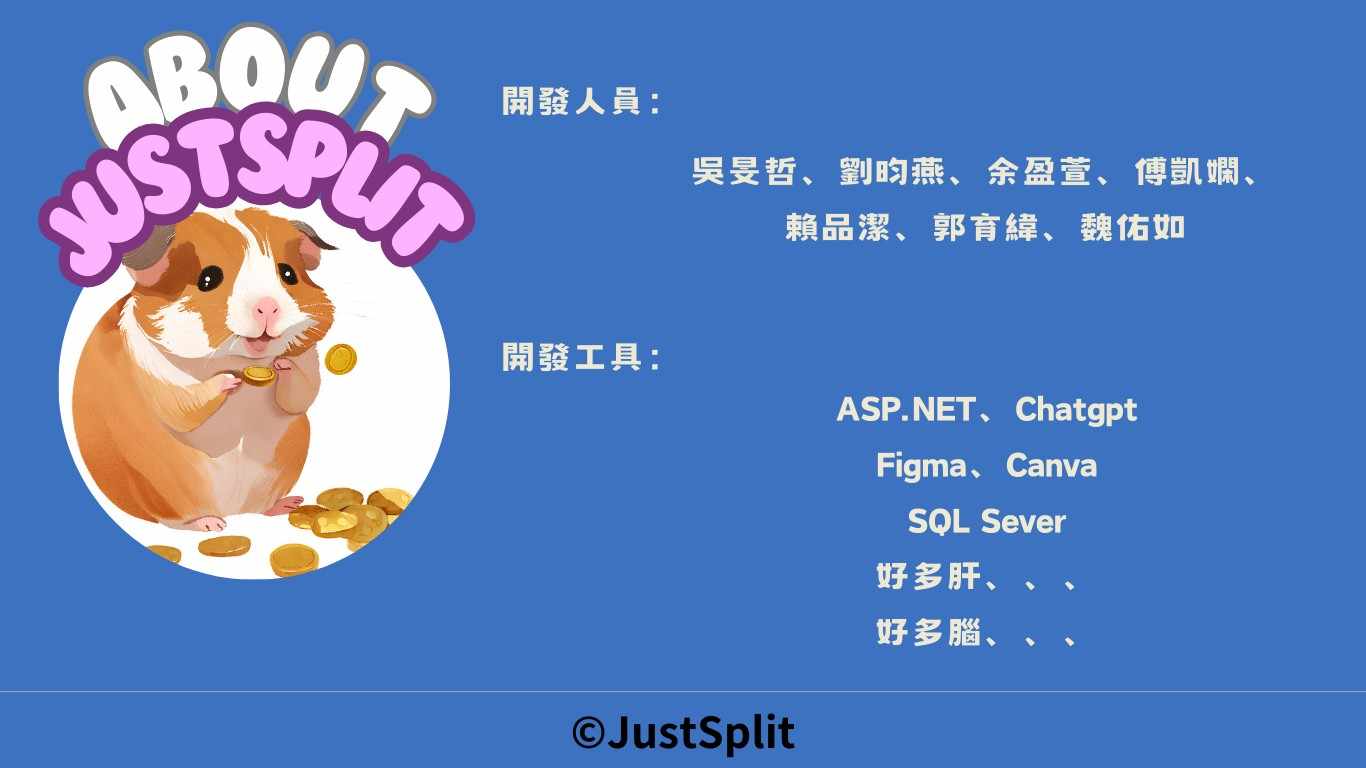 ABOUT
JUSTSPLIT
開發人員：
吳旻哲、劉昀燕、余盈萱、傅凱嫻、
賴品潔、郭育緯、魏佑如
開發工具：
ASP.NET、Chatgpt
Figma、Canva
SQL Sever
好多肝、、、
好多腦、、、
©JustSplit